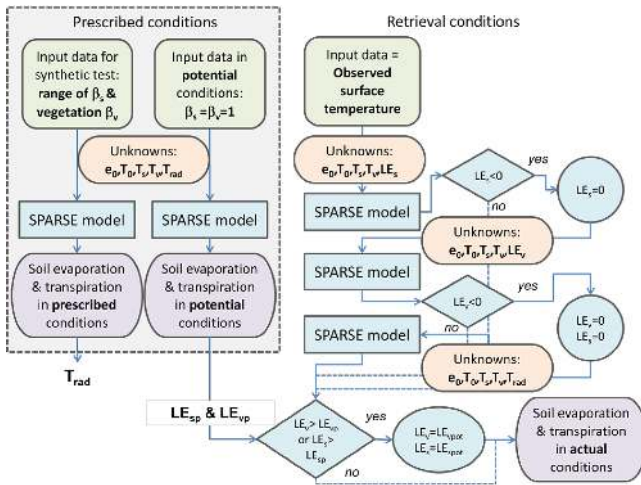 Prescribed conditions
Retrieval conditions
Input data for
synthetic test:
range of βs &
vegetation βv
Input data in
potential
conditions:
βs =βv=1
Input data =
Observed
surface
temperature
Unknowns:
e0,T0,Ts,Tv,Trad
Unknowns:
e0,T0,Ts,Tv,LEs
SPARSE model
SPARSE model
SPARSE model
LEs<0
yes
no
LEs=0
Soil evaporation
& transpiration
in prescribed
conditions
Soil evaporation
& transpiration
in potential
conditions
Unknowns:
e0,T0,Ts,Tv,LEv
SPARSE model
LEv<0
yes
no
LEv=0
LEs=0
SPARSE model
Unknowns:
e0,T0,Ts,Tv,Trad
Trad
LEsp & LEvp
LEv> LEvp
or LEs>
LEsp
yes
no
LEv=LEvpot
LEs=LEspot
Soil evaporation
& transpiration
in actual
conditions